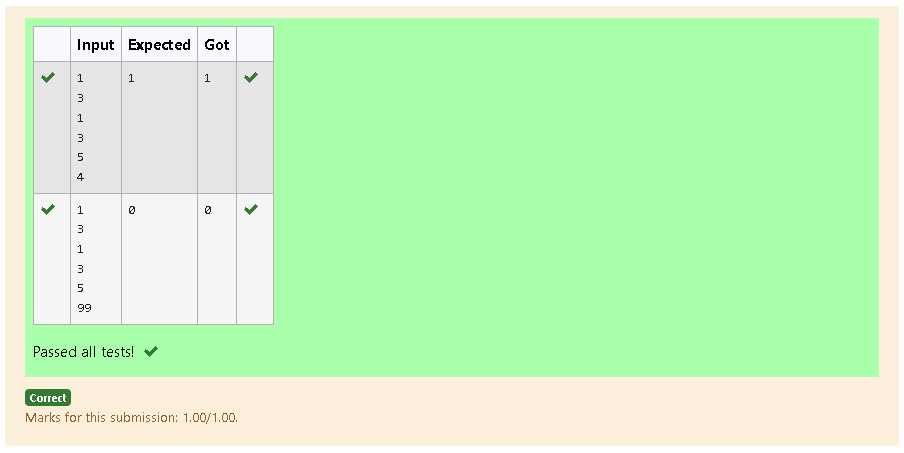 Input Expected Got
1 1 1
3
1
3
5
4
1 0 0
3
1
3
5
99
Passed all tests!
Correct
Marks for this submission: 1.00/1.00.